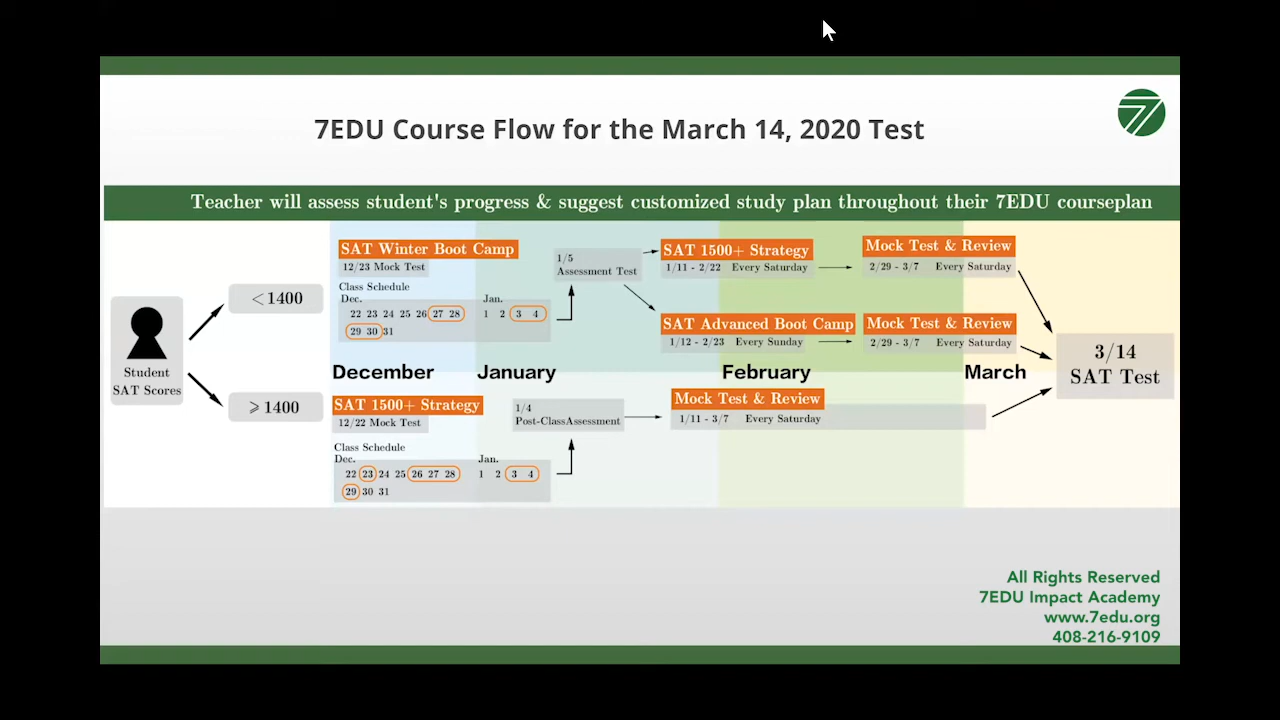 7EDU Course Flow for the March 14, 2020 Test
Teacher will assess student's progress & suggest customized study plan throughout their 7EDU courseplan
Student
SAT Scores
< 1400
⩾ 1400
SAT Winter Boot Camp
12/23 Mock Test
Class Schedule
Dec.
Jan.
22 23 24 25 26 27 28
1 2 3 4
29 30 31
1/5
Assessment Test
SAT 1500+ Strategy
1/11 - 2/22 Every Saturday
Mock Test & Review
2/29 - 3/7 Every Saturday
SAT Advanced Boot Camp
1/12 - 2/23 Every Sunday
Mock Test & Review
2/29 - 3/7 Every Saturday
3/14
SAT Test
December
January
February
March
SAT 1500+ Strategy
12/22 Mock Test
Class Schedule
Dec.
Jan.
22 23 24 25 26 27 28
1 2 3 4
29 30 31
1/4
Post-ClassAssessment
Mock Test & Review
1/11 - 3/7 Every Saturday
All Rights Reserved
7EDU Impact Academy
www.7edu.org
408-216-9109